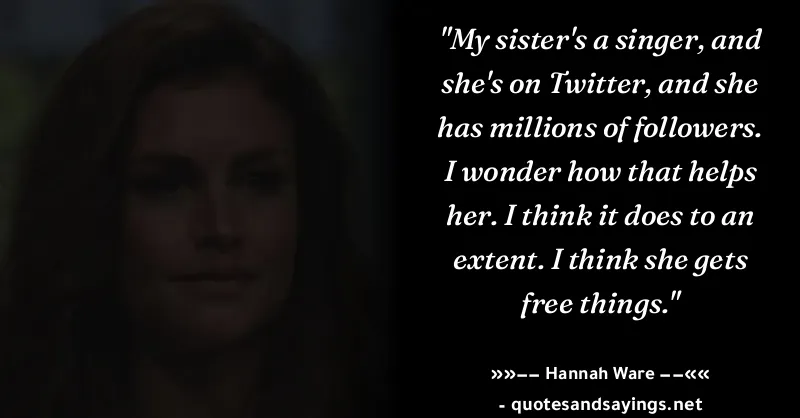 "My sister's a singer, and
she's on Twitter, and she
has millions of followers.
I wonder how that helps
her. I think it does to an
extent. I think she gets
free things."
»»–– Hannah Ware ––««
- quotesandsayings.net